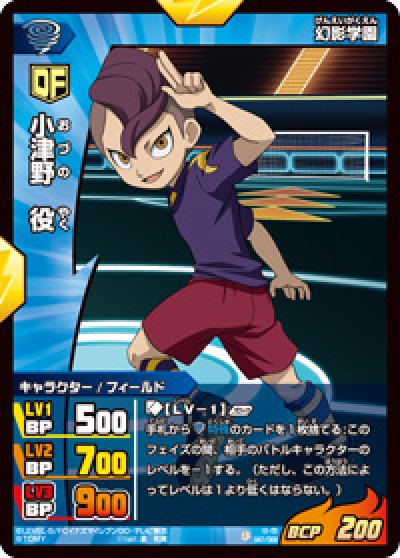 げんえいがくえん
幻影学園
DF
おづの やく
小津野 役
キャラクター / フィールド
LV1 BP 500
LV2 BP 700
LV3 BP 900
[LV-1]
手札から のカードを1枚捨てる:この
フェイズの間、相手のバトルキャラクターの
レベルを-1する。(ただし、この方法によ
ってレベルは1より低くはならない。)
©TOMY
BCP 200